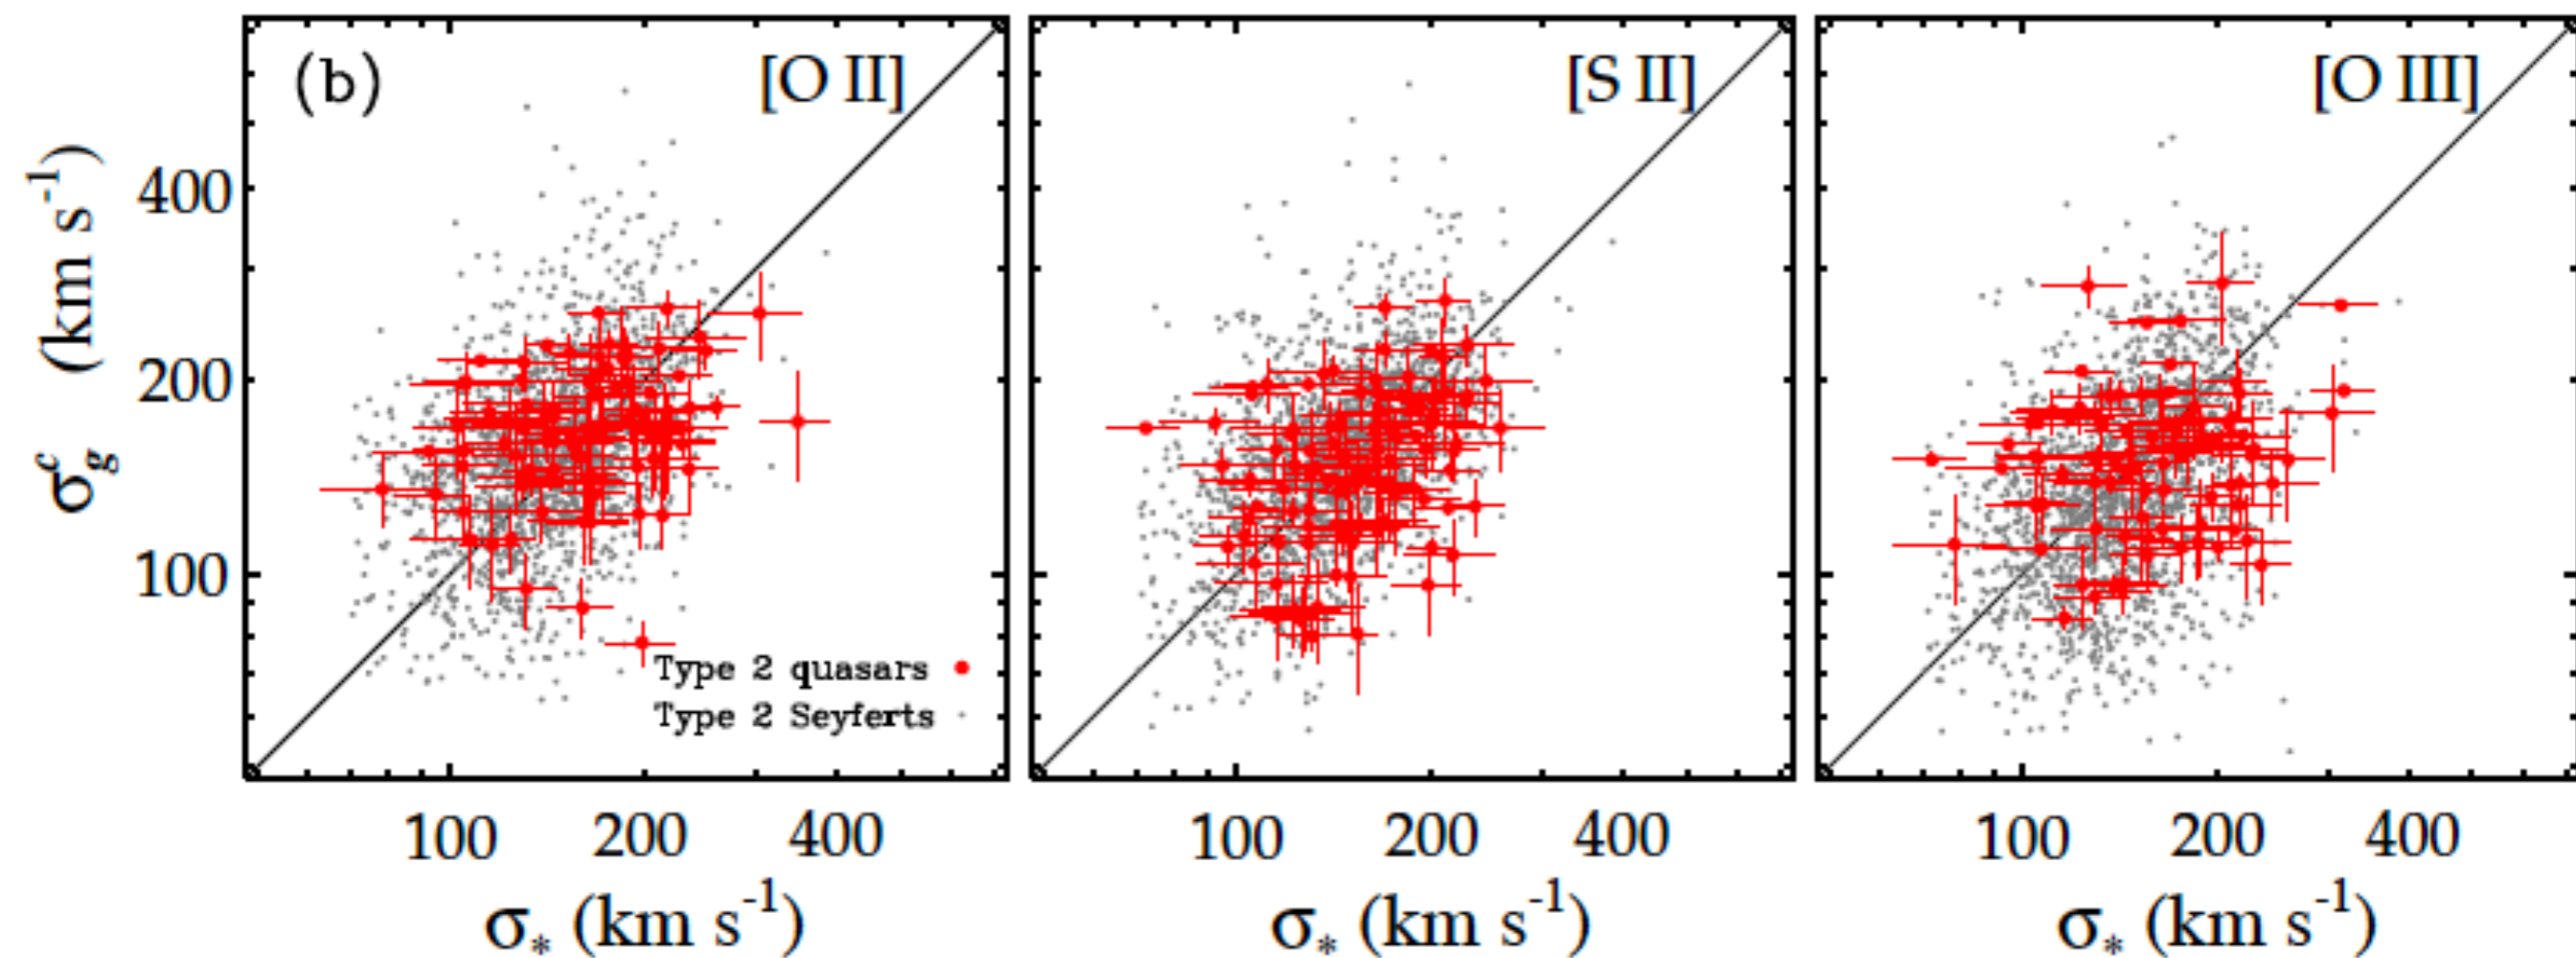 (b)
[O II]
[S II]
[O III]
σ_g^c (km s^-1)
400
200
100
Type 2 quasars
Type 2 Seyferts
100 200 400
100 200 400
100 200 400
σ_* (km s^-1)
σ_* (km s^-1)
σ_* (km s^-1)